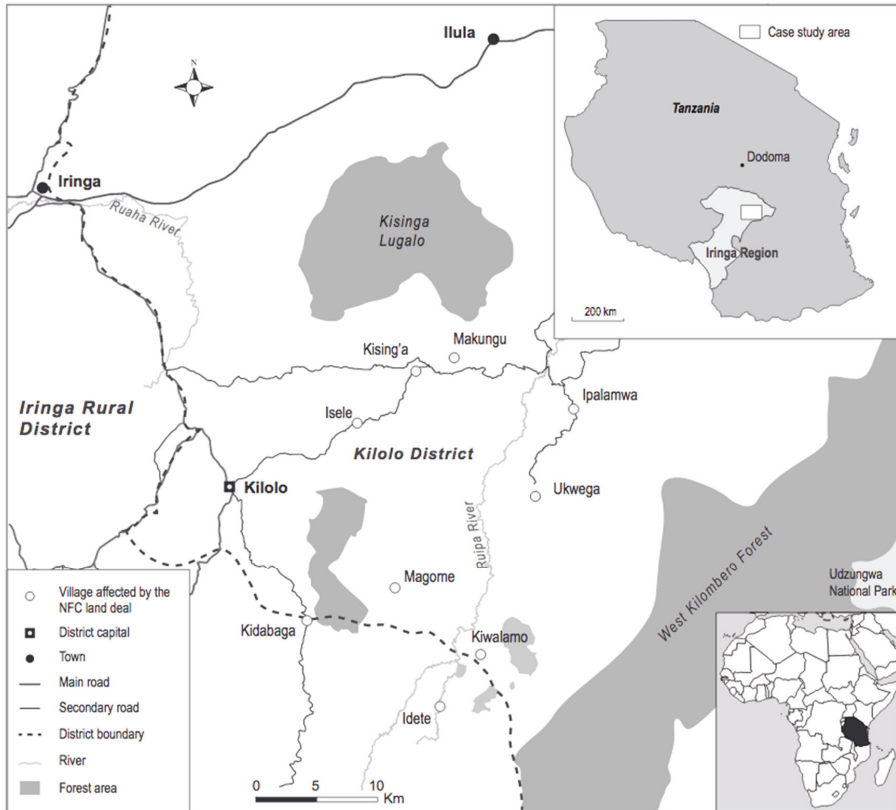 Ilula
Case study area
Tanzania
Dodoma
Iringa
Ruaha River
Kisinga
Lugalo
Iringa Region
200 km
Makungu
Kising'a
Ipalamwa
Isele
Iringa Rural
District
Kilolo District
Kilolo
Ukwega
Ruipa River
West Kilombero Forest
Magome
Udzungwa
National Park
Kidabaga
Kiwalamo
Idete
Village affected by the
NFC land deal
District capital
Town
Main road
Secondary road
District boundary
River
Forest area
0 5 10
Km